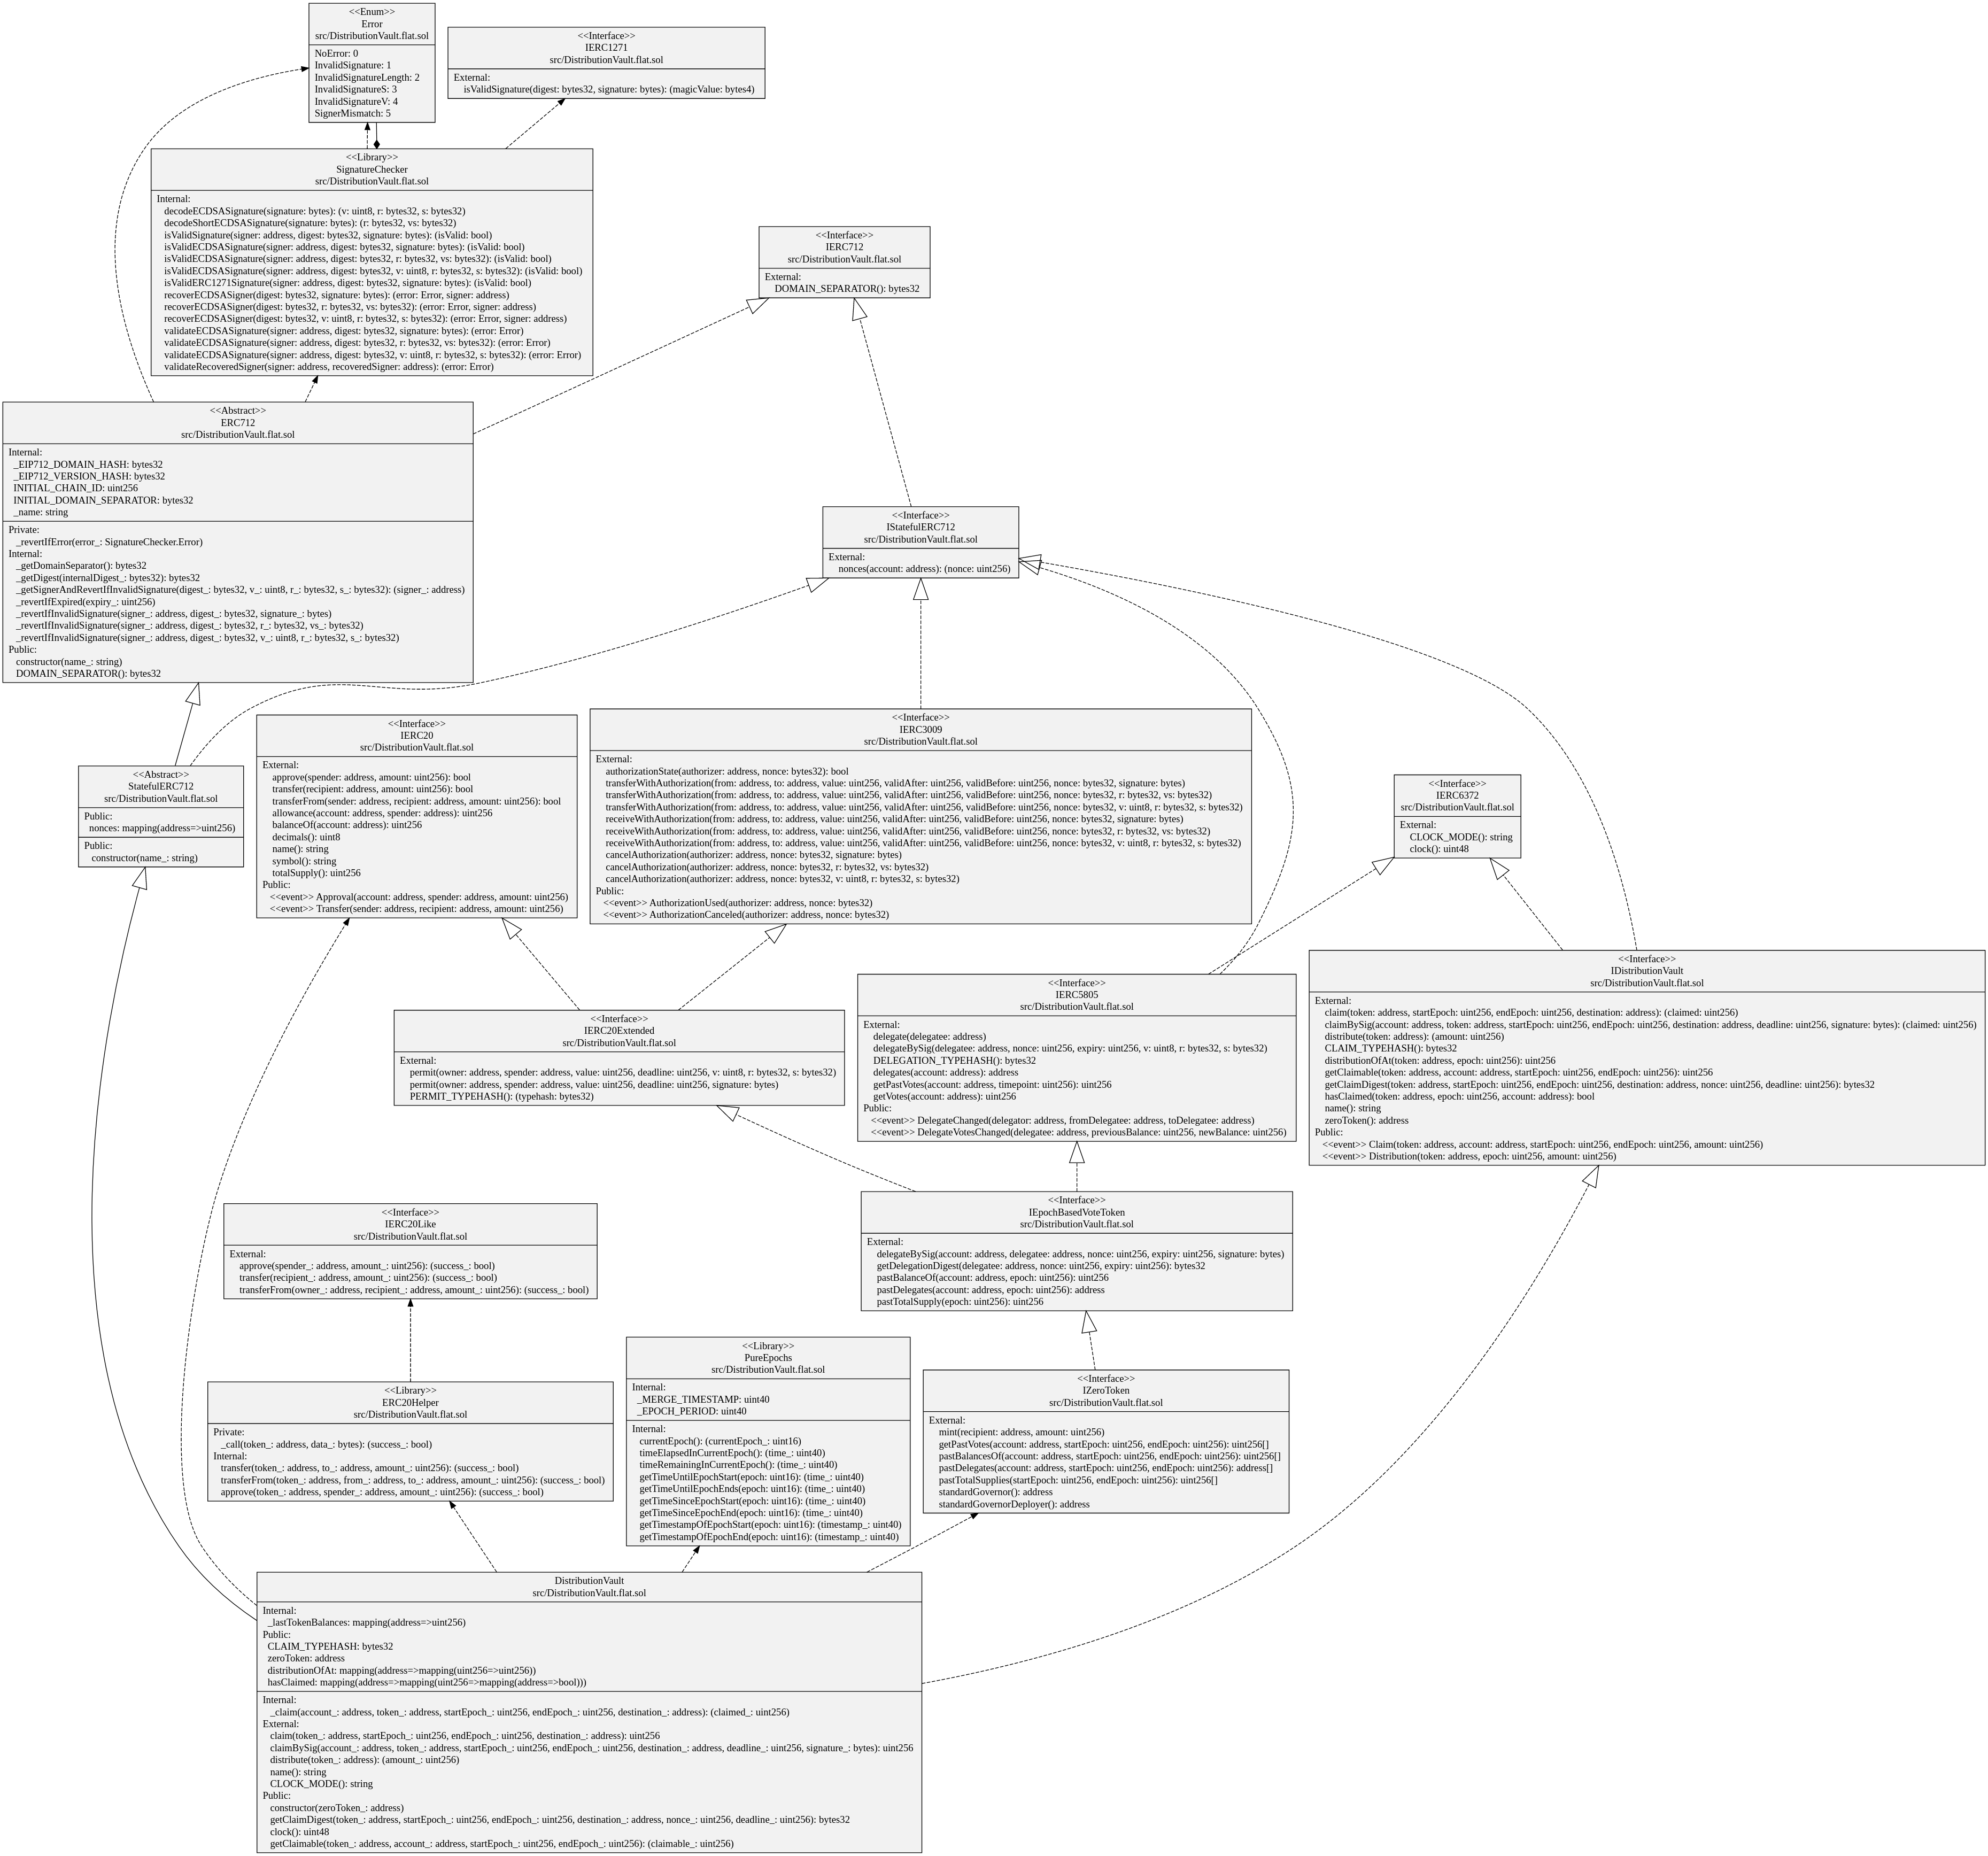 <<Enum>>
Error
src/DistributionVault.flat.sol
NoError: 0
InvalidSignature: 1
InvalidSignatureLength: 2
InvalidSignatureS: 3
InvalidSignatureV: 4
SignerMismatch: 5
<<Interface>>
IERC1271
src/DistributionVault.flat.sol
External:
isValidSignature(digest: bytes32, signature: bytes): (magicValue: bytes4)
<<Library>>
SignatureChecker
src/DistributionVault.flat.sol
Internal:
decodeECDSASignature(signature: bytes): (v: uint8, r: bytes32, s: bytes32)
decodeShortECDSASignature(signature: bytes): (r: bytes32, vs: bytes32)
isValidSignature(signer: address, digest: bytes32, signature: bytes): (isValid: bool)
isValidECDSASignature(signer: address, digest: bytes32, signature: bytes): (isValid: bool)
isValidECDSASignature(signer: address, digest: bytes32, r: bytes32, vs: bytes32): (isValid: bool)
isValidECDSASignature(signer: address, digest: bytes32, v: uint8, r: bytes32, s: bytes32): (isValid: bool)
isValidERC1271Signature(signer: address, digest: bytes32, signature: bytes): (isValid: bool)
recoverECDSASigner(digest: bytes32, signature: bytes): (error: Error, signer: address)
recoverECDSASigner(digest: bytes32, r: bytes32, vs: bytes32): (error: Error, signer: address)
recoverECDSASigner(digest: bytes32, v: uint8, r: bytes32, s: bytes32): (error: Error, signer: address)
validateECDSASignature(signer: address, digest: bytes32, signature: bytes): (error: Error)
validateECDSASignature(signer: address, digest: bytes32, r: bytes32, vs: bytes32): (error: Error)
validateECDSASignature(signer: address, digest: bytes32, v: uint8, r: bytes32, s: bytes32): (error: Error)
validateRecoveredSigner(signer: address, recoveredSigner: address): (error: Error)
<<Interface>>
IERC712
src/DistributionVault.flat.sol
External:
DOMAIN_SEPARATOR(): bytes32
<<Abstract>>
ERC712
src/DistributionVault.flat.sol
Internal:
_EIP712_DOMAIN_HASH: bytes32
_EIP712_VERSION_HASH: bytes32
INITIAL_CHAIN_ID: uint256
INITIAL_DOMAIN_SEPARATOR: bytes32
_name: string
Private:
_revertIfError(error_: SignatureChecker.Error)
Internal:
_getDomainSeparator(): bytes32
_getDigest(internalDigest_: bytes32): bytes32
_getSignerAndRevertIfInvalidSignature(digest_: bytes32, v_: uint8, r_: bytes32, s_: bytes32): (signer_: address)
_revertIfExpired(expiry_: uint256)
_revertIfInvalidSignature(signer_: address, digest_: bytes32, signature_: bytes)
_revertIfInvalidSignature(signer_: address, digest_: bytes32, r_: bytes32, vs_: bytes32)
_revertIfInvalidSignature(signer_: address, digest_: bytes32, v_: uint8, r_: bytes32, s_: bytes32)
Public:
constructor(name_: string)
DOMAIN_SEPARATOR(): bytes32
<<Interface>>
IStatefulERC712
src/DistributionVault.flat.sol
External:
nonces(account: address): (nonce: uint256)
<<Abstract>>
StatefulERC712
src/DistributionVault.flat.sol
Public:
nonces: mapping(address=>uint256)
Public:
constructor(name_: string)
<<Interface>>
IERC20
src/DistributionVault.flat.sol
External:
approve(spender: address, amount: uint256): bool
transfer(recipient: address, amount: uint256): bool
transferFrom(sender: address, recipient: address, amount: uint256): bool
allowance(account: address, spender: address): uint256
balanceOf(account: address): uint256
decimals(): uint8
name(): string
symbol(): string
totalSupply(): uint256
Public:
<<event>> Approval(account: address, spender: address, amount: uint256)
<<event>> Transfer(sender: address, recipient: address, amount: uint256)
<<Interface>>
IERC3009
src/DistributionVault.flat.sol
External:
authorizationState(authorizer: address, nonce: bytes32): bool
transferWithAuthorization(from: address, to: address, value: uint256, validAfter: uint256, validBefore: uint256, nonce: bytes32, signature: bytes)
transferWithAuthorization(from: address, to: address, value: uint256, validAfter: uint256, validBefore: uint256, nonce: bytes32, r: bytes32, vs: bytes32)
transferWithAuthorization(from: address, to: address, value: uint256, validAfter: uint256, validBefore: uint256, nonce: bytes32, v: uint8, r: bytes32, s: bytes32)
receiveWithAuthorization(from: address, to: address, value: uint256, validAfter: uint256, validBefore: uint256, nonce: bytes32, signature: bytes)
receiveWithAuthorization(from: address, to: address, value: uint256, validAfter: uint256, validBefore: uint256, nonce: bytes32, r: bytes32, vs: bytes32)
receiveWithAuthorization(from: address, to: address, value: uint256, validAfter: uint256, validBefore: uint256, nonce: bytes32, v: uint8, r: bytes32, s: bytes32)
cancelAuthorization(authorizer: address, nonce: bytes32, signature: bytes)
cancelAuthorization(authorizer: address, nonce: bytes32, r: bytes32, vs: bytes32)
cancelAuthorization(authorizer: address, nonce: bytes32, v: uint8, r: bytes32, s: bytes32)
Public:
<<event>> AuthorizationUsed(authorizer: address, nonce: bytes32)
<<event>> AuthorizationCanceled(authorizer: address, nonce: bytes32)
<<Interface>>
IERC6372
src/DistributionVault.flat.sol
External:
CLOCK_MODE(): string
clock(): uint48
<<Interface>>
IERC20Extended
src/DistributionVault.flat.sol
External:
permit(owner: address, spender: address, value: uint256, deadline: uint256, v: uint8, r: bytes32, s: bytes32)
permit(owner: address, spender: address, value: uint256, deadline: uint256, signature: bytes)
PERMIT_TYPEHASH(): (typehash: bytes32)
<<Interface>>
IERC5805
src/DistributionVault.flat.sol
External:
delegate(delegatee: address)
delegateBySig(delegatee: address, nonce: uint256, expiry: uint256, v: uint8, r: bytes32, s: bytes32)
DELEGATION_TYPEHASH(): bytes32
delegates(account: address): address
getPastVotes(account: address, timepoint: uint256): uint256
getVotes(account: address): uint256
Public:
<<event>> DelegateChanged(delegator: address, fromDelegatee: address, toDelegatee: address)
<<event>> DelegateVotesChanged(delegatee: address, previousBalance: uint256, newBalance: uint256)
<<Interface>>
IDistributionVault
src/DistributionVault.flat.sol
External:
claim(token: address, startEpoch: uint256, endEpoch: uint256, destination: address): (claimed: uint256)
claimBySig(account: address, token: address, startEpoch: uint256, endEpoch: uint256, destination: address, deadline: uint256, signature: bytes): (claimed: uint256)
distribute(token: address): (amount: uint256)
CLAIM_TYPEHASH(): bytes32
distributionOfAt(token: address, epoch: uint256): uint256
getClaimable(token: address, account: address, startEpoch: uint256, endEpoch: uint256): uint256
getClaimDigest(token: address, startEpoch: uint256, endEpoch: uint256, destination: address, nonce: uint256, deadline: uint256): bytes32
hasClaimed(token: address, epoch: uint256, account: address): bool
name(): string
zeroToken(): address
Public:
<<event>> Claim(token: address, account: address, startEpoch: uint256, endEpoch: uint256, amount: uint256)
<<event>> Distribution(token: address, epoch: uint256, amount: uint256)
<<Interface>>
IERC20Like
src/DistributionVault.flat.sol
External:
approve(spender_: address, amount_: uint256): (success_: bool)
transfer(recipient_: address, amount_: uint256): (success_: bool)
transferFrom(owner_: address, recipient_: address, amount_: uint256): (success_: bool)
<<Interface>>
IEpochBasedVoteToken
src/DistributionVault.flat.sol
External:
delegateBySig(account: address, delegatee: address, nonce: uint256, expiry: uint256, signature: bytes)
getDelegationDigest(delegatee: address, nonce: uint256, expiry: uint256): bytes32
pastBalanceOf(account: address, epoch: uint256): uint256
pastDelegates(account: address, epoch: uint256): address
pastTotalSupply(epoch: uint256): uint256
<<Library>>
ERC20Helper
src/DistributionVault.flat.sol
Private:
_call(token_: address, data_: bytes): (success_: bool)
Internal:
transfer(token_: address, to_: address, amount_: uint256): (success_: bool)
transferFrom(token_: address, from_: address, to_: address, amount_: uint256): (success_: bool)
approve(token_: address, spender_: address, amount_: uint256): (success_: bool)
<<Library>>
PureEpochs
src/DistributionVault.flat.sol
Internal:
_MERGE_TIMESTAMP: uint40
_EPOCH_PERIOD: uint40
Internal:
currentEpoch(): (currentEpoch_: uint16)
timeElapsedInCurrentEpoch(): (time_: uint40)
timeRemainingInCurrentEpoch(): (time_: uint40)
getTimeUntilEpochStart(epoch: uint16): (time_: uint40)
getTimeUntilEpochEnds(epoch: uint16): (time_: uint40)
getTimeSinceEpochStart(epoch: uint16): (time_: uint40)
getTimeSinceEpochEnd(epoch: uint16): (time_: uint40)
getTimestampOfEpochStart(epoch: uint16): (timestamp_: uint40)
getTimestampOfEpochEnd(epoch: uint16): (timestamp_: uint40)
<<Interface>>
IZeroToken
src/DistributionVault.flat.sol
External:
mint(recipient: address, amount: uint256)
getPastVotes(account: address, startEpoch: uint256, endEpoch: uint256): uint256[]
pastBalancesOf(account: address, startEpoch: uint256, endEpoch: uint256): uint256[]
pastDelegates(account: address, startEpoch: uint256, endEpoch: uint256): address[]
pastTotalSupplies(startEpoch: uint256, endEpoch: uint256): uint256[]
standardGovernor(): address
standardGovernorDeployer(): address
DistributionVault
src/DistributionVault.flat.sol
Internal:
_lastTokenBalances: mapping(address=>uint256)
Public:
CLAIM_TYPEHASH: bytes32
zeroToken: address
distributionOfAt: mapping(address=>mapping(uint256=>uint256))
hasClaimed: mapping(address=>mapping(uint256=>mapping(address=>bool)))
Internal:
_claim(account_: address, token_: address, startEpoch_: uint256, endEpoch_: uint256, destination_: address): (claimed_: uint256)
External:
claim(token_: address, startEpoch_: uint256, endEpoch_: uint256, destination_: address): uint256
claimBySig(account_: address, token_: address, startEpoch_: uint256, endEpoch_: uint256, destination_: address, deadline_: uint256, signature_: bytes): uint256
distribute(token_: address): (amount_: uint256)
name(): string
CLOCK_MODE(): string
Public:
constructor(zeroToken_: address)
getClaimDigest(token_: address, startEpoch_: uint256, endEpoch_: uint256, destination_: address, nonce_: uint256, deadline_: uint256): bytes32
clock(): uint48
getClaimable(token_: address, account_: address, startEpoch_: uint256, endEpoch_: uint256): (claimable_: uint256)